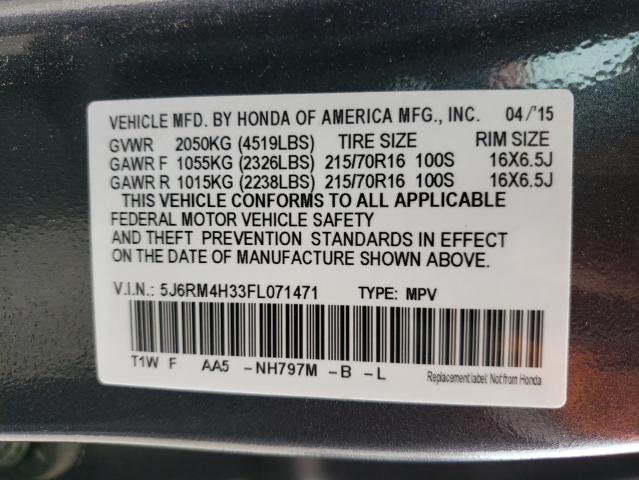 VEHICLE MFD. BY HONDA OF AMERICA MFG., INC. 04/'15
GVWR 2050KG (4519LBS) TIRE SIZE RIM SIZE
GAWR F 1055KG (2326LBS) 215/70R16 100S 16X6.5J
GAWR R 1015KG (2238LBS) 215/70R16 100S 16X6.5J
THIS VEHICLE CONFORMS TO ALL APPLICABLE
FEDERAL MOTOR VEHICLE SAFETY
AND THEFT PREVENTION STANDARDS IN EFFECT
ON THE DATE OF MANUFACTURE SHOWN ABOVE.
V.I.N.: 5J6RM4H33FL071471 TYPE: MPV
T1W F AA5 -NH797M -B -L
Replacement label: Not from Honda